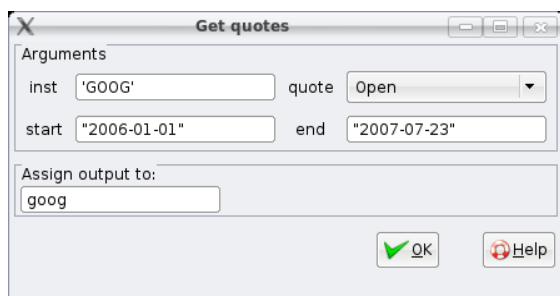 Get quotes
Arguments
inst 'GOOG' quote Open
start "2006-01-01" end "2007-07-23"
Assign output to:
goog
OK Help